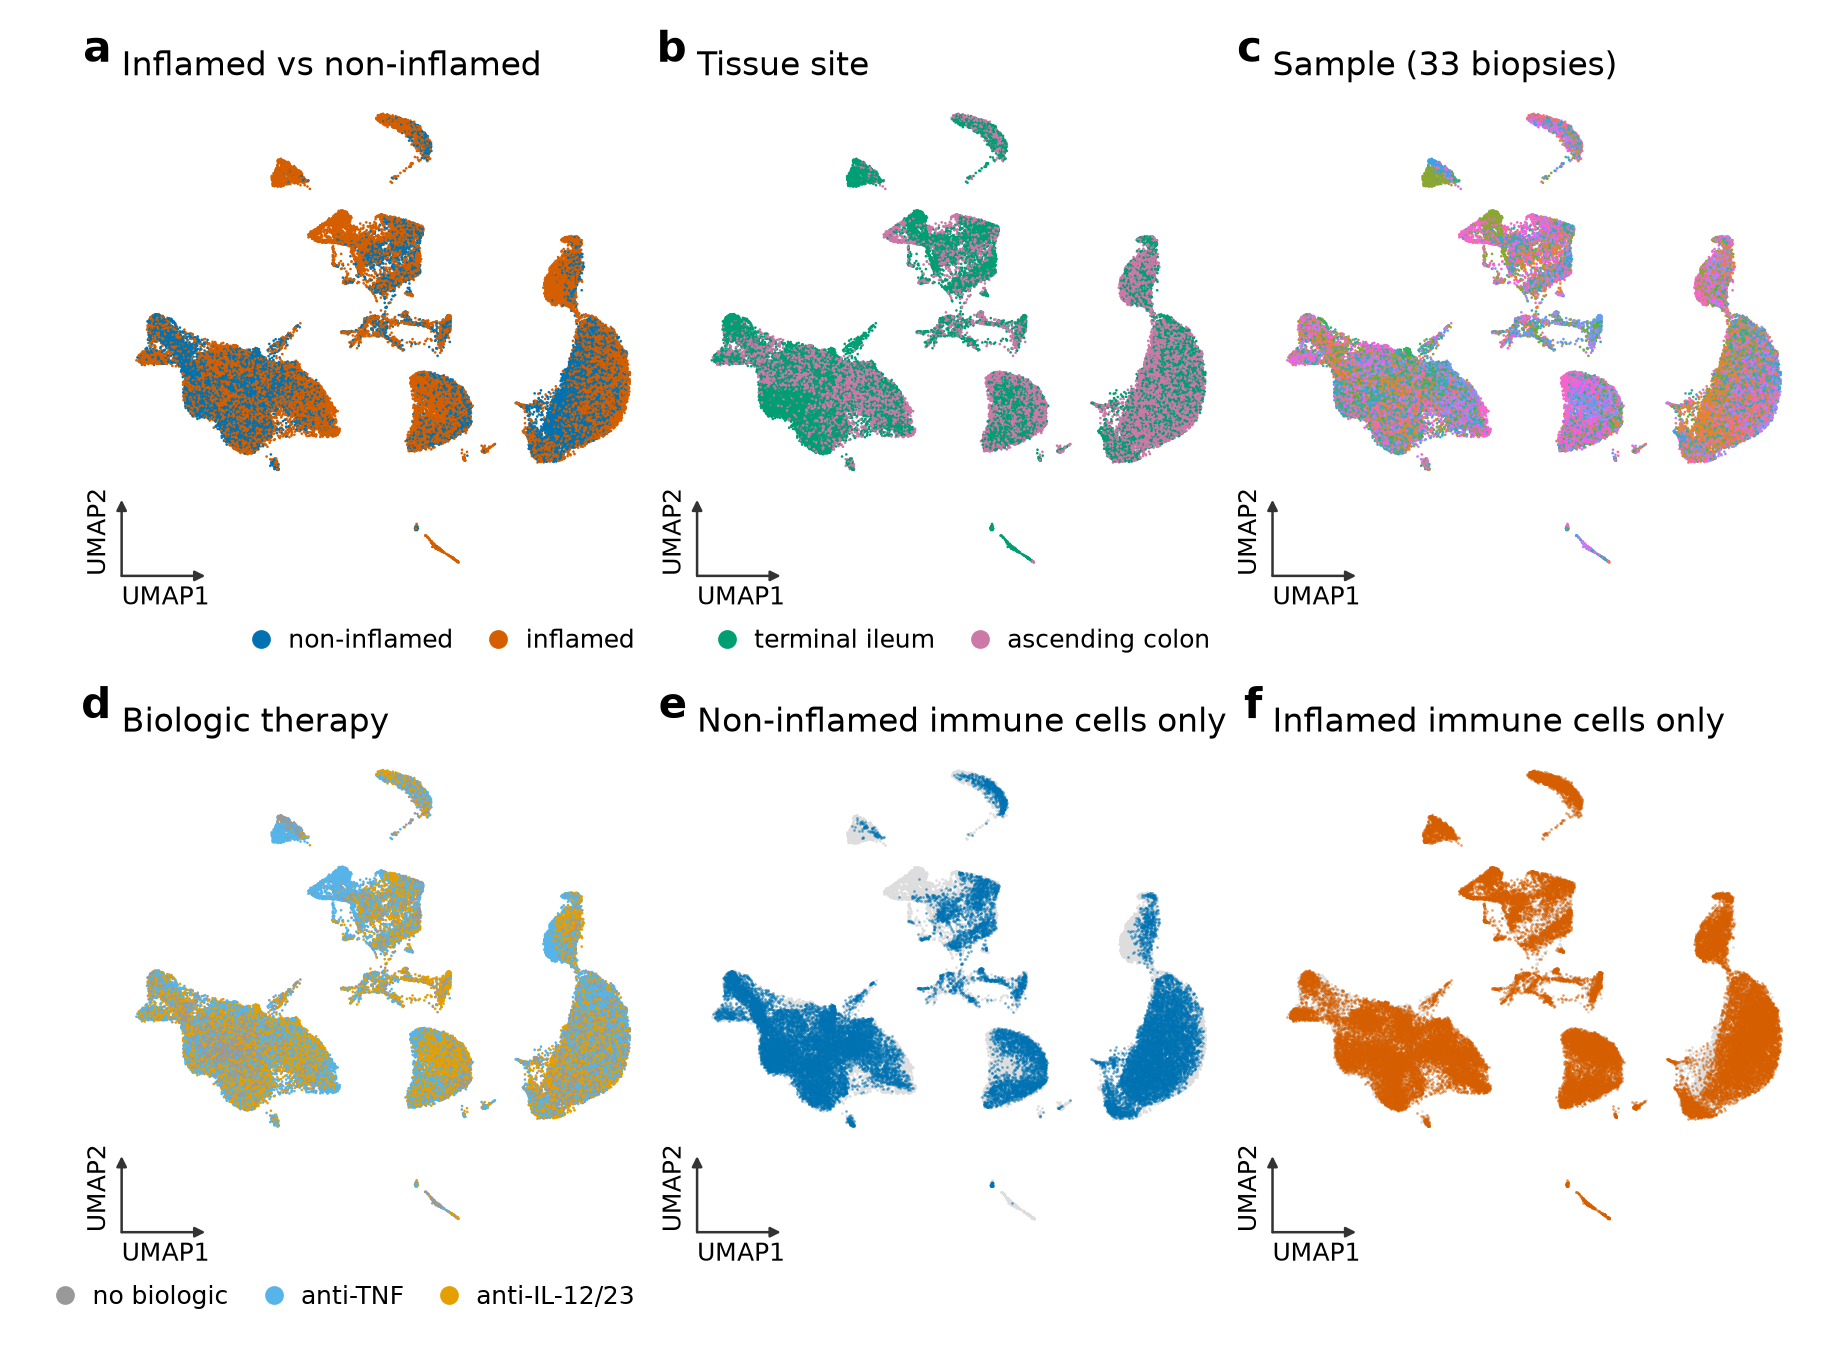 a Inflamed vs non-inflamed
UMAP2
UMAP1
non-inflamed inflamed
b Tissue site
UMAP2
UMAP1
terminal ileum ascending colon
c Sample (33 biopsies)
UMAP2
UMAP1
d Biologic therapy
UMAP2
UMAP1
no biologic anti-TNF anti-IL-12/23
e Non-inflamed immune cells only
UMAP2
UMAP1
f Inflamed immune cells only
UMAP2
UMAP1